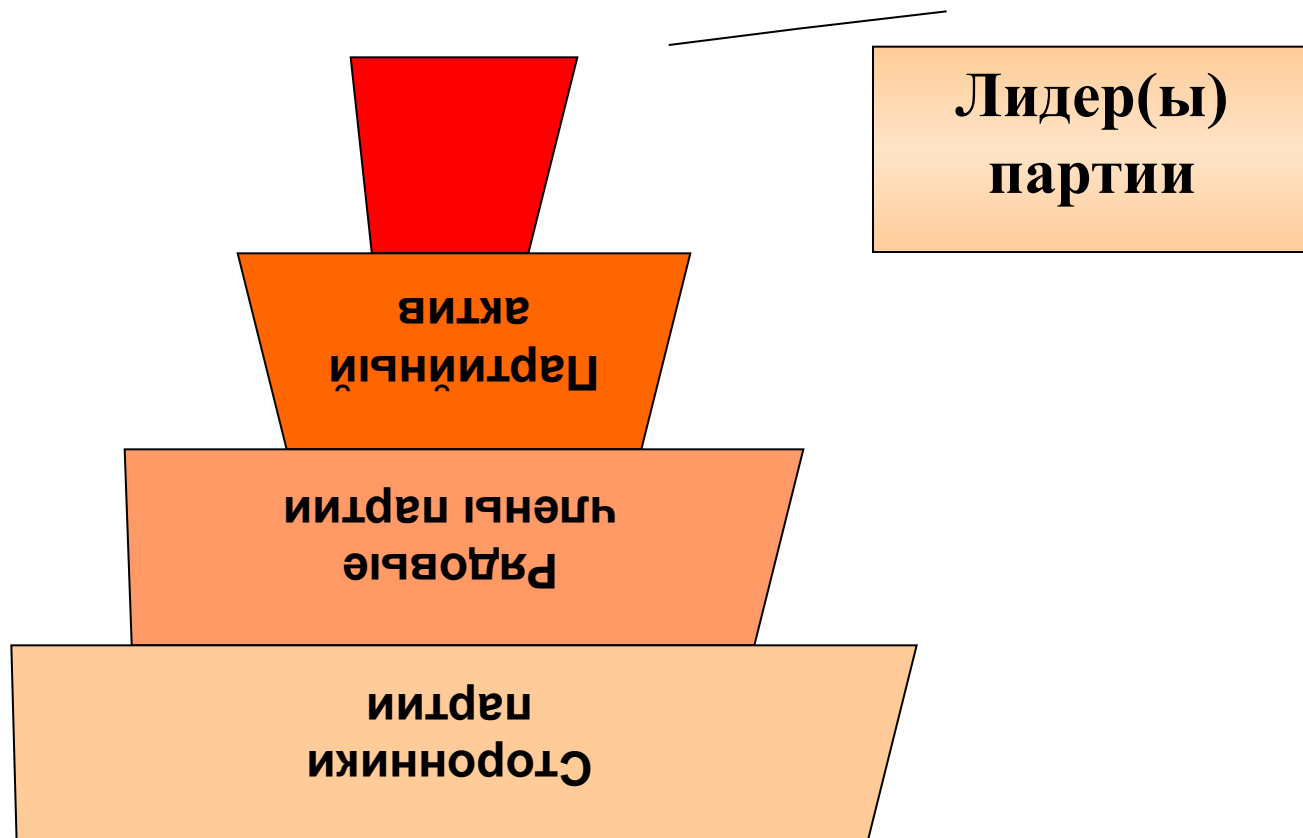 Лидер(ы)
партии
Партийный
актив
Рядовые
члены партии
Сторонники
партии